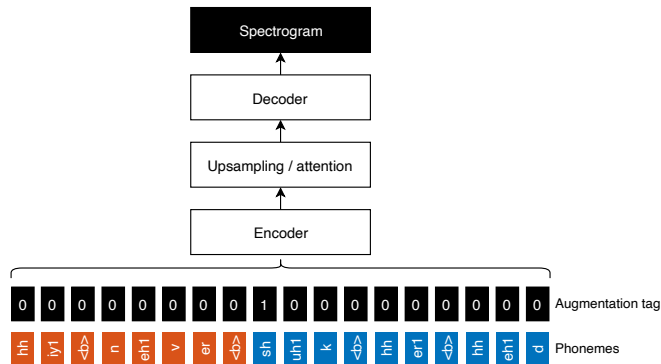 Spectrogram
Decoder
Upsampling / attention
Encoder
0 0 0 0 0 0 0 0 1 0 0 0 0 0 0 0 0 0 Augmentation tag
hh iy1 <b> n eh1 v er <b> sh uh1 k <b> hh er1 <b> hh eh1 d Phonemes